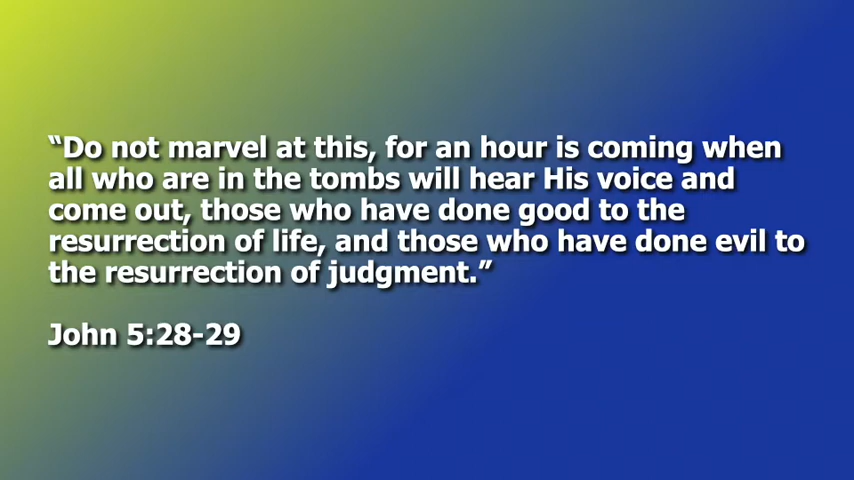 “Do not marvel at this, for an hour is coming when
all who are in the tombs will hear His voice and
come out, those who have done good to the
resurrection of life, and those who have done evil to
the resurrection of judgment.”
John 5:28-29